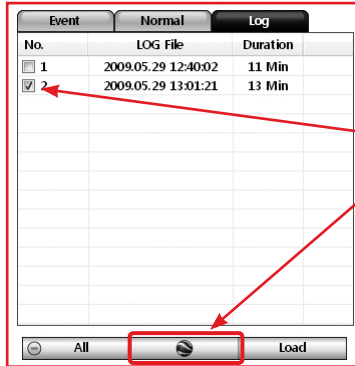 Event Normal Log
No. LOG File Duration
1 2009.05.29 12:40:02 11 Min
2 2009.05.29 13:01:21 13 Min
All Load